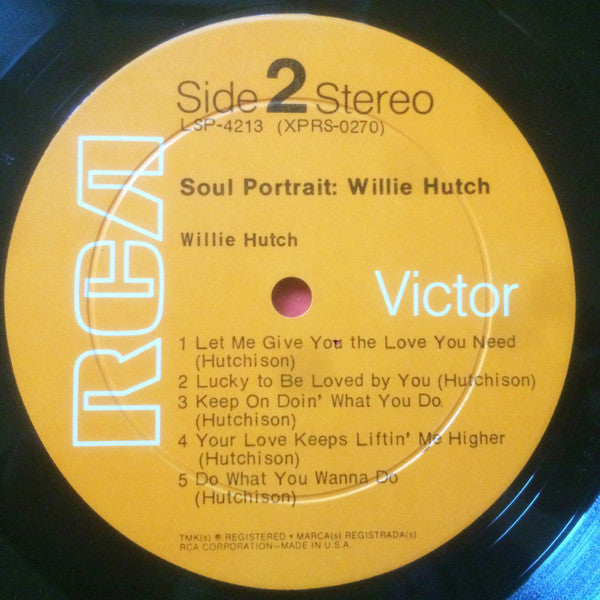 Side 2 Stereo
LSP-4213 (XPRS-0270)
Soul Portrait: Willie Hutch
Willie Hutch
RCA
Victor
1 Let Me Give You the Love You Need
(Hutchison)
2 Lucky to Be Loved by You (Hutchison)
3 Keep On Doin' What You Do
(Hutchison)
4 Your Love Keeps Liftin' Me Higher
(Hutchison)
5 Do What You Wanna Do
(Hutchison)
TMK(s) ® REGISTERED • MARCA(s) REGISTRADA(s)
RCA CORPORATION—MADE IN U.S.A.